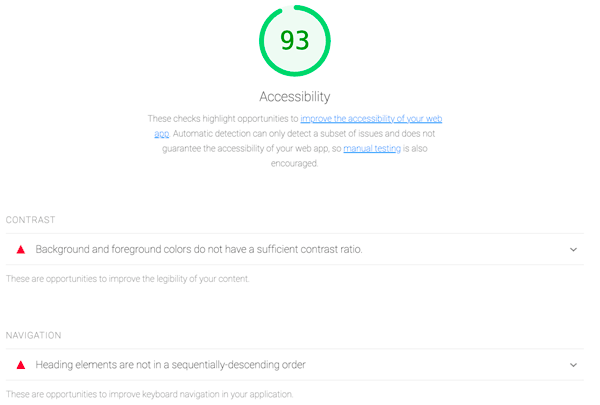 93
Accessibility
These checks highlight opportunities to improve the accessibility of your web
app. Automatic detection can only detect a subset of issues and does not
guarantee the accessibility of your web app, so manual testing is also
encouraged.
CONTRAST
Background and foreground colors do not have a sufficient contrast ratio.
These are opportunities to improve the legibility of your content.
NAVIGATION
Heading elements are not in a sequentially-descending order
These are opportunities to improve keyboard navigation in your application.